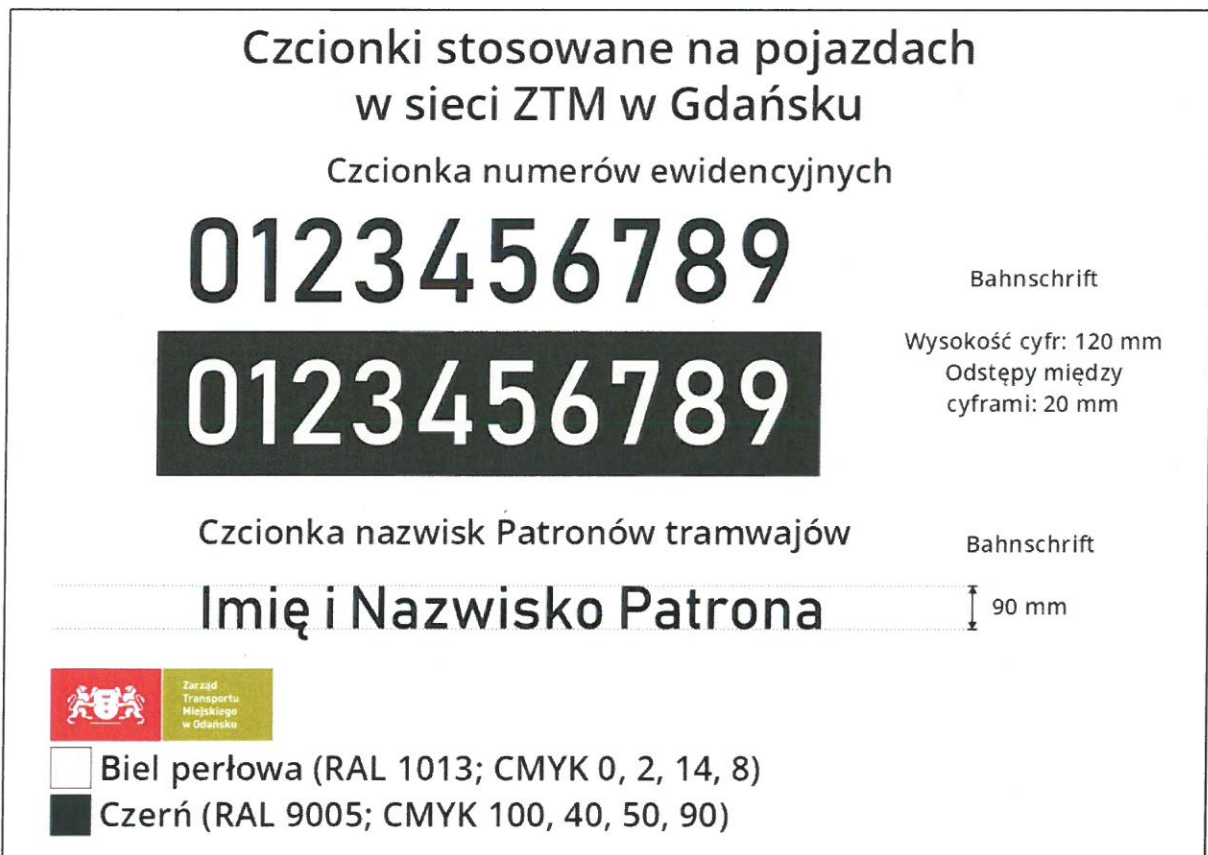 Czcionki stosowane na pojazdach
w sieci ZTM w Gdańsku
Czcionka numerów ewidencyjnych
0123456789
Bahnschrift
0123456789
Wysokość cyfr: 120 mm
Odstępy między
cyframi: 20 mm
Czcionka nazwisk Patronów tramwajów
Bahnschrift
Imię i Nazwisko Patrona
90 mm
Zarząd
Transportu
Miejskiego
w Gdańsku
Biel perłowa (RAL 1013; CMYK 0, 2, 14, 8)
Czerń (RAL 9005; CMYK 100, 40, 50, 90)